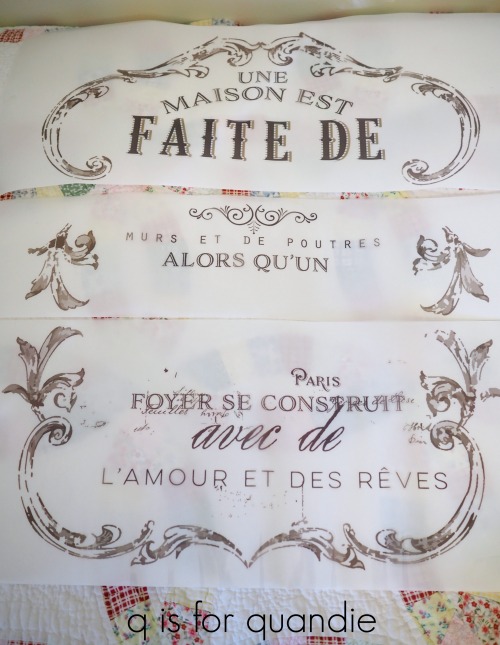 UNE
MAISON EST
FAITE DE
MURS ET DE POUTRES
ALORS QU'UN
PARIS
FOYER SE CONSTRUIT
avec de
L'AMOUR ET DES RÊVES
q is for quandie